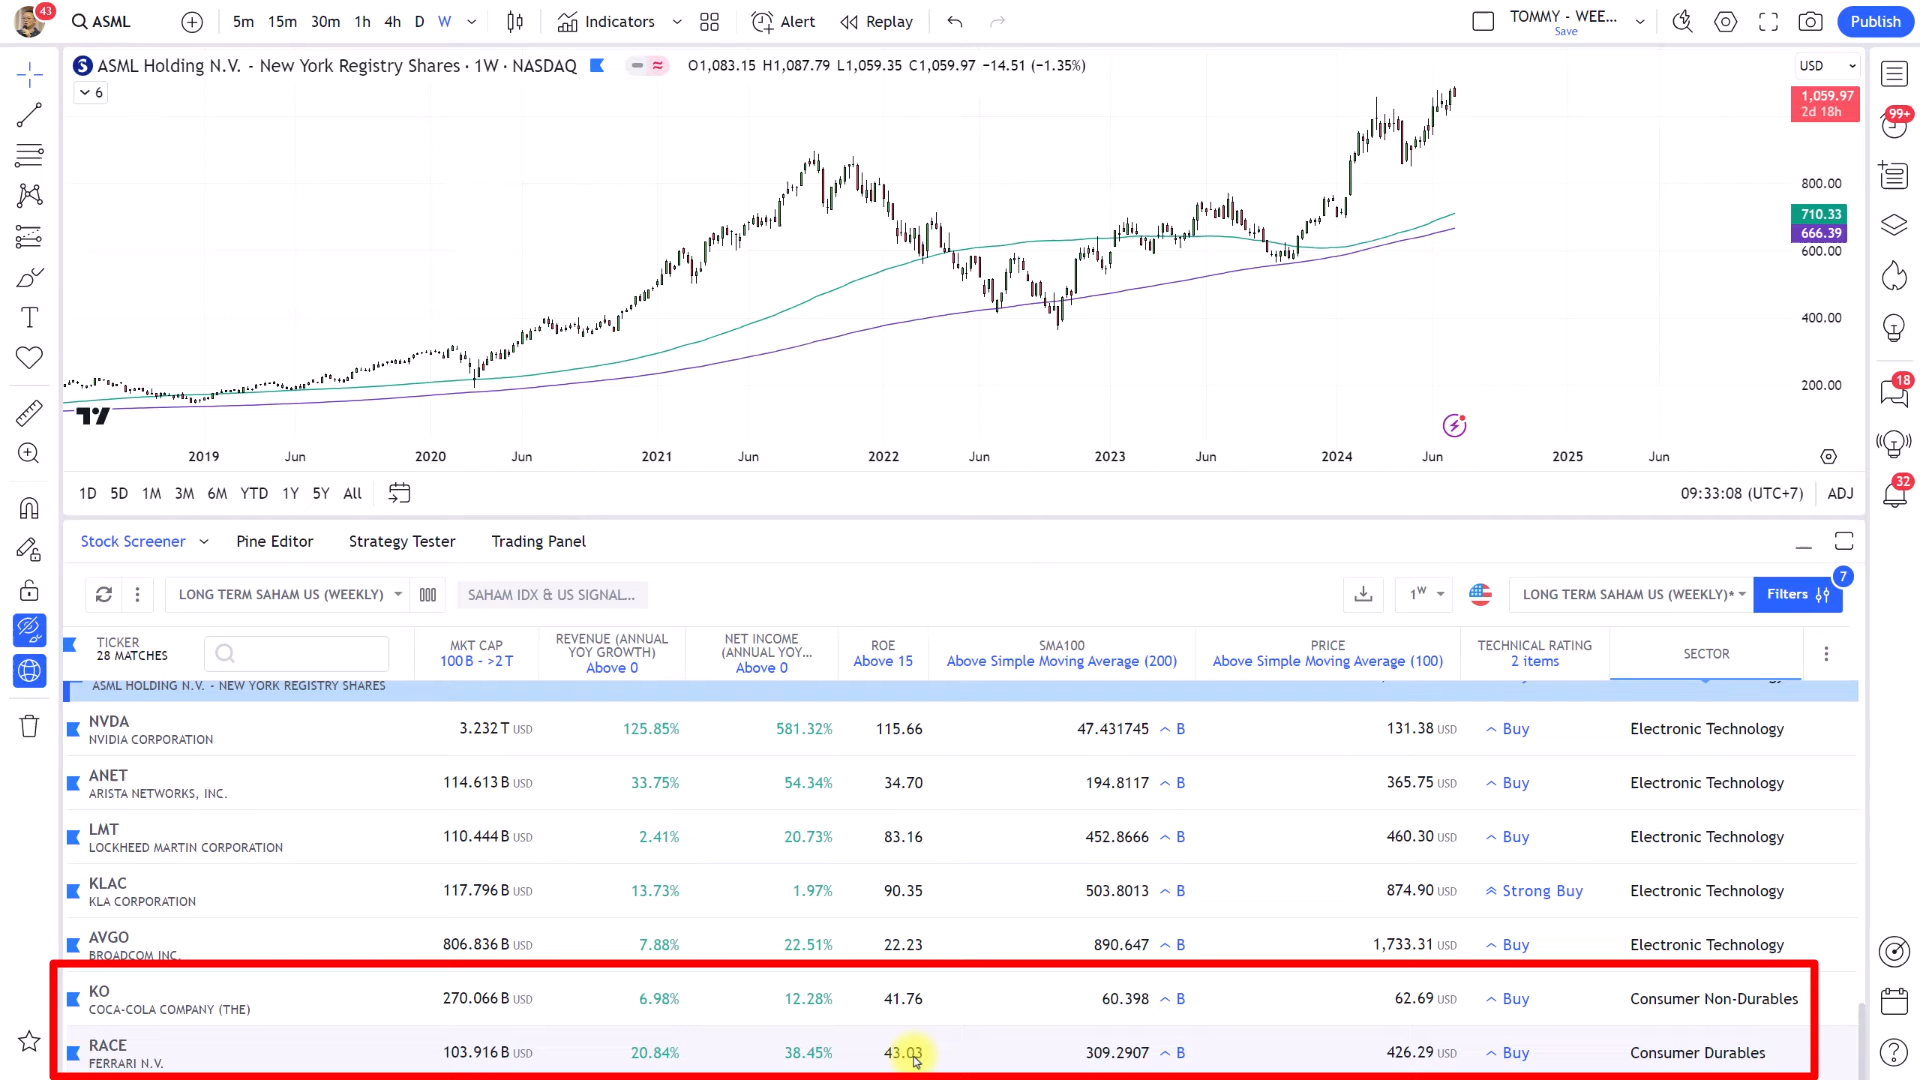 43
ASML
5m 15m 30m 1h 4h D W
Indicators
Alert
Replay
TOMMY - WEE...
Save
Publish
ASML Holding N.V. - New York Registry Shares · 1W · NASDAQ
O1,083.15 H1,087.79 L1,059.35 C1,059.97 −14.51 (−1.35%)
USD
6
1,059.97
2d 18h
99+
800.00
710.33
666.39
600.00
400.00
18
200.00
2019 Jun 2020 Jun 2021 Jun 2022 Jun 2023 Jun 2024 Jun 2025 Jun
1D 5D 1M 3M 6M YTD 1Y 5Y All
09:33:08 (UTC+7) ADJ
32
Stock Screener Pine Editor Strategy Tester Trading Panel
7
LONG TERM SAHAM US (WEEKLY)
SAHAM IDX & US SIGNAL...
1W
LONG TERM SAHAM US (WEEKLY)*
Filters
TICKER
28 MATCHES
MKT CAP
100B - >2T
REVENUE (ANNUAL
YOY GROWTH)
Above 0
NET INCOME
(ANNUAL YOY...
Above 0
ROE
Above 15
SMA100
Above Simple Moving Average (200)
PRICE
Above Simple Moving Average (100)
TECHNICAL RATING
2 items
SECTOR
ASML HOLDING N.V. - NEW YORK REGISTRY SHARES
NVDA
NVIDIA CORPORATION
3.232T USD 125.85% 581.32% 115.66 47.431745 B 131.38 USD Buy Electronic Technology
ANET
ARISTA NETWORKS, INC.
114.613B USD 33.75% 54.34% 34.70 194.8117 B 365.75 USD Buy Electronic Technology
LMT
LOCKHEED MARTIN CORPORATION
110.444B USD 2.41% 20.73% 83.16 452.8666 B 460.30 USD Buy Electronic Technology
KLAC
KLA CORPORATION
117.796B USD 13.73% 1.97% 90.35 503.8013 B 874.90 USD Strong Buy Electronic Technology
AVGO
BROADCOM INC.
806.836B USD 7.88% 22.51% 22.23 890.647 B 1,733.31 USD Buy Electronic Technology
KO
COCA-COLA COMPANY (THE)
270.066B USD 6.98% 12.28% 41.76 60.398 B 62.69 USD Buy Consumer Non-Durables
RACE
FERRARI N.V.
103.916B USD 20.84% 38.45% 43.03 309.2907 B 426.29 USD Buy Consumer Durables